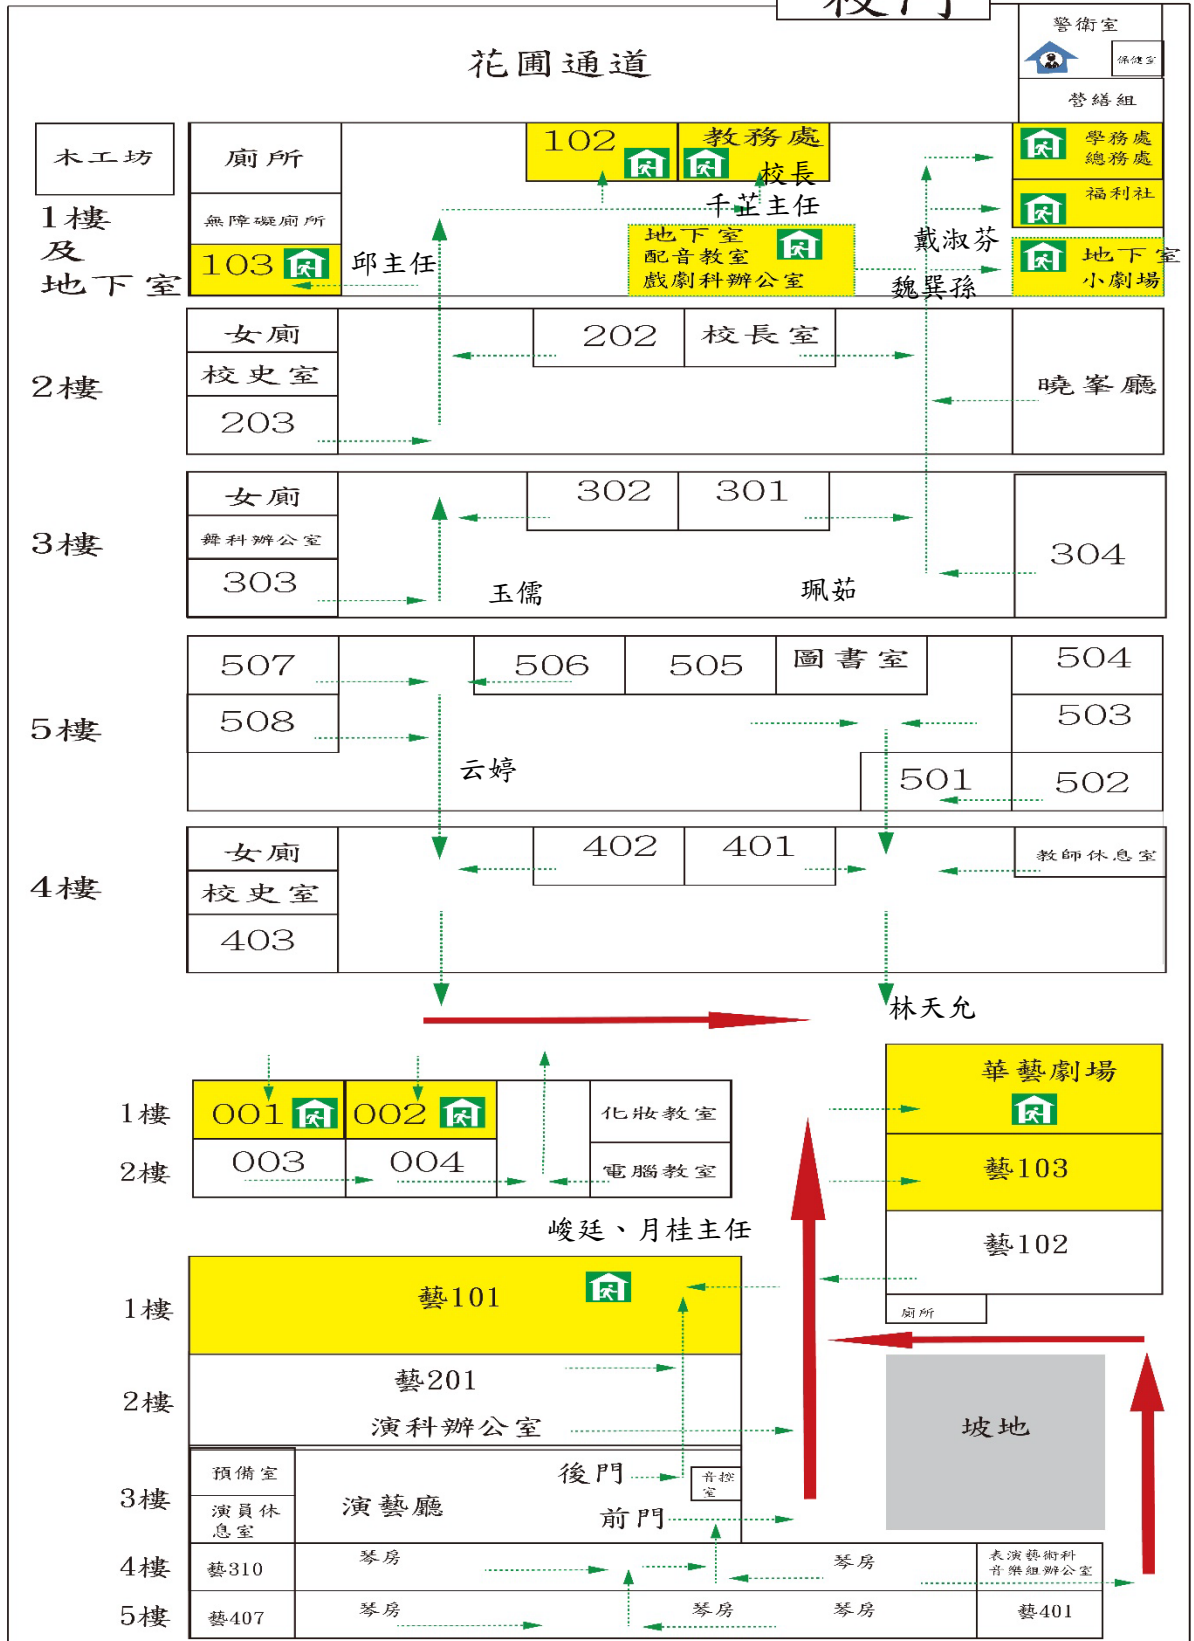 校門
警衛室
保健室
花圃通道
營繕組
木工坊
廁所
102
教務處
學務處
總務處
校長
千芷主任
1樓
及
地下室
無障礙廁所
福利社
103
邱主任
地下室
配音教室
戲劇科辦公室
戴淑芬
魏巽孫
地下室
小劇場
2樓
女廁
校史室
203
202
校長室
曉峯廳
3樓
女廁
舞科辦公室
303
302
301
304
玉儒
珮茹
5樓
507
506
505
圖書室
504
508
503
云婷
501
502
4樓
女廁
校史室
403
402
401
教師休息室
林天允
1樓
001
002
化妝教室
華藝劇場
2樓
003
004
電腦教室
藝103
峻廷、月桂主任
藝102
1樓
藝101
廁所
2樓
藝201
演科辦公室
坡地
3樓
預備室
演員休
息室
演藝廳
後門
前門
音控
室
4樓
藝310
琴房
琴房
表演藝術科
音樂組辦公室
5樓
藝407
琴房
琴房
琴房
藝401